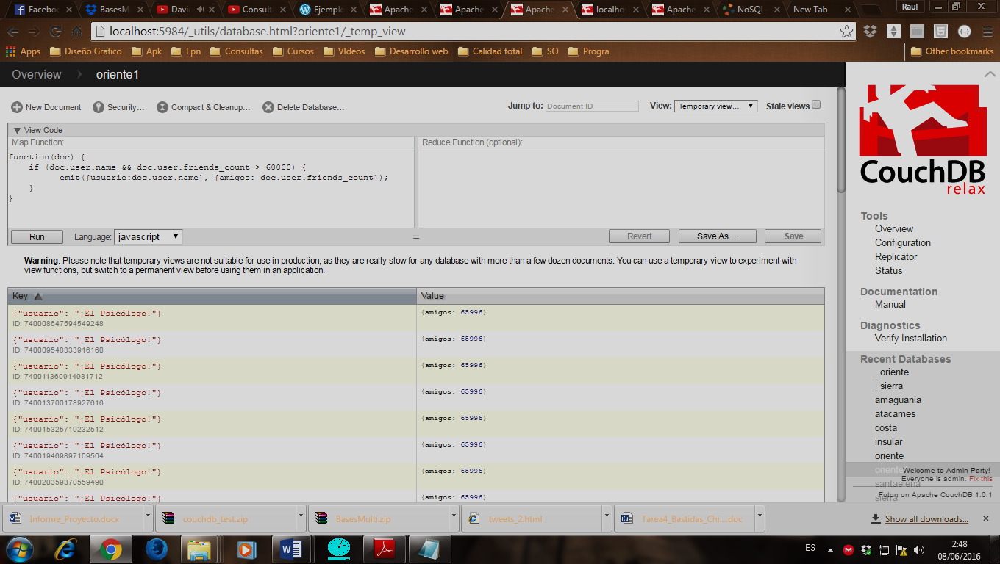 Facebo
BasesM
Davi
Consult
Ejempl
Apache
Apache
Apache
localho
Apache
NoSQL
New Tab
Raul
localhost:5984/_utils/database.html?oriente1/_temp_view
Apps
Diseño Grafico
Apk
Epn
Consultas
Cursos
VIdeos
Desarrollo web
Calidad total
SO
Progra
Other bookmarks
Overview
oriente1
New Document
Security…
Compact & Cleanup…
Delete Database…
Jump to:
Document ID
View:
Temporary view…
Stale views
View Code
Map Function:
Reduce Function (optional):
function(doc) {
if (doc.user.name && doc.user.friends_count > 60000) {
emit({usuario:doc.user.name}, {amigos: doc.user.friends_count});
}
}
Run
Language:
javascript
=
Revert
Save As…
Save
Warning: Please note that temporary views are not suitable for use in production, as they are really slow for any database with more than a few dozen documents. You can use a temporary view to experiment with
view functions, but switch to a permanent view before using them in an application.
Key
Value
{"usuario": "¡El Psicólogo!"}
ID: 740008647594549248
{amigos: 65996}
{"usuario": "¡El Psicólogo!"}
ID: 740009548333916160
{amigos: 65996}
{"usuario": "¡El Psicólogo!"}
ID: 740011360914931712
{amigos: 65996}
{"usuario": "¡El Psicólogo!"}
ID: 740013700178927616
{amigos: 65996}
{"usuario": "¡El Psicólogo!"}
ID: 740015325719232512
{amigos: 65996}
{"usuario": "¡El Psicólogo!"}
ID: 740019469897109504
{amigos: 65996}
{"usuario": "¡El Psicólogo!"}
ID: 740020359370559490
{amigos: 65996}
{"usuario": "¡El Psicólogo!"}
{amigos: 65996}
CouchDB
relax
Tools
Overview
Configuration
Replicator
Status
Documentation
Manual
Diagnostics
Verify Installation
Recent Databases
_oriente
_sierra
amaguania
atacames
costa
insular
oriente
oriente
santaelena
sierra
Welcome to Admin Party!
Everyone is admin. Fix this
Futon on Apache CouchDB 1.6.1
Informe_Proyecto.docx
couchdb_test.zip
BasesMulti.zip
tweets_2.html
Tarea4_Bastidas_Chi....doc
Show all downloads...
ES
2:48
08/06/2016